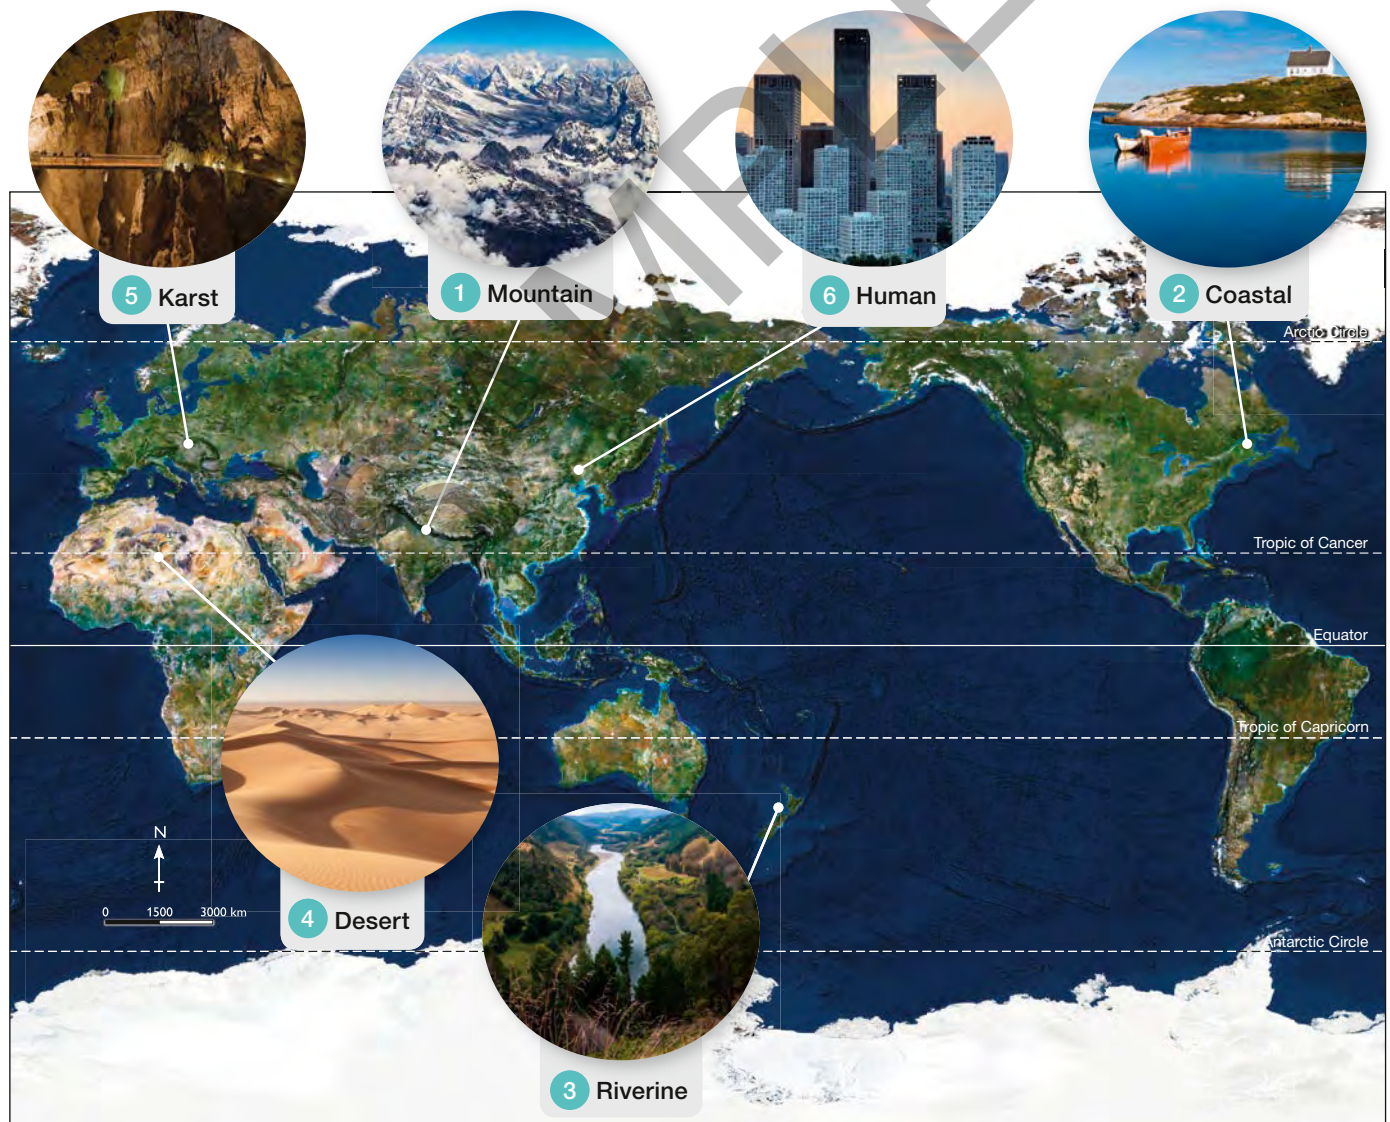 MPLE
5 Karst
1 Mountain
6 Human
2 Coastal
Arctic Circle
Tropic of Cancer
Equator
Tropic of Capricorn
N
0 1500 3000 km
4 Desert
Antarctic Circle
3 Riverine